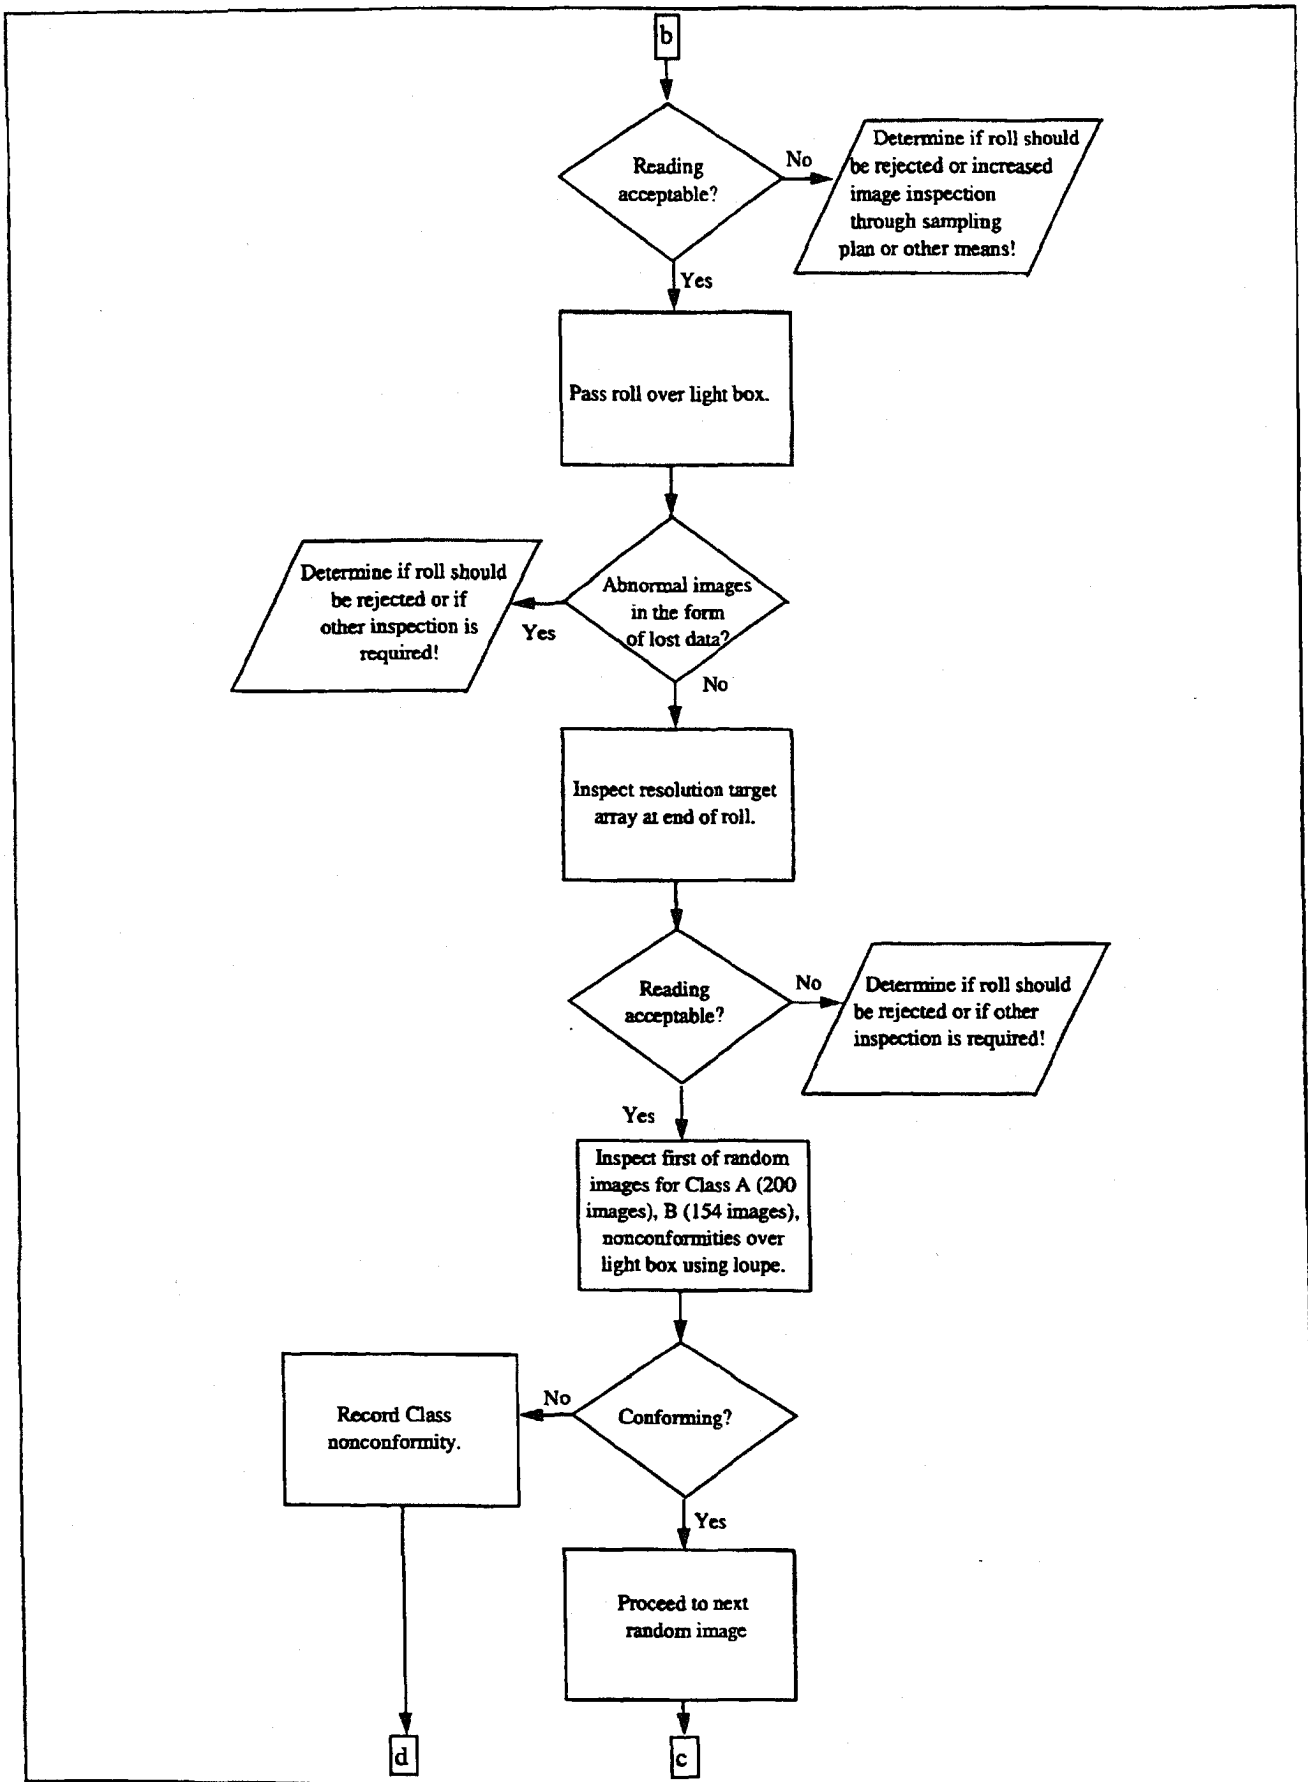 b
Reading
acceptable?
No
Determine if roll should
be rejected or increased
image inspection
through sampling
plan or other means!
Yes
Pass roll over light box.
Abnormal images
in the form
of lost data?
Yes
Determine if roll should
be rejected or if
other inspection is
required!
No
Inspect resolution target
array at end of roll.
Reading
acceptable?
No
Determine if roll should
be rejected or if other
inspection is required!
Yes
Inspect first of random
images for Class A (200
images), B (154 images),
nonconformities over
light box using loupe.
Conforming?
No
Record Class
nonconformity.
Yes
Proceed to next
random image
d
c